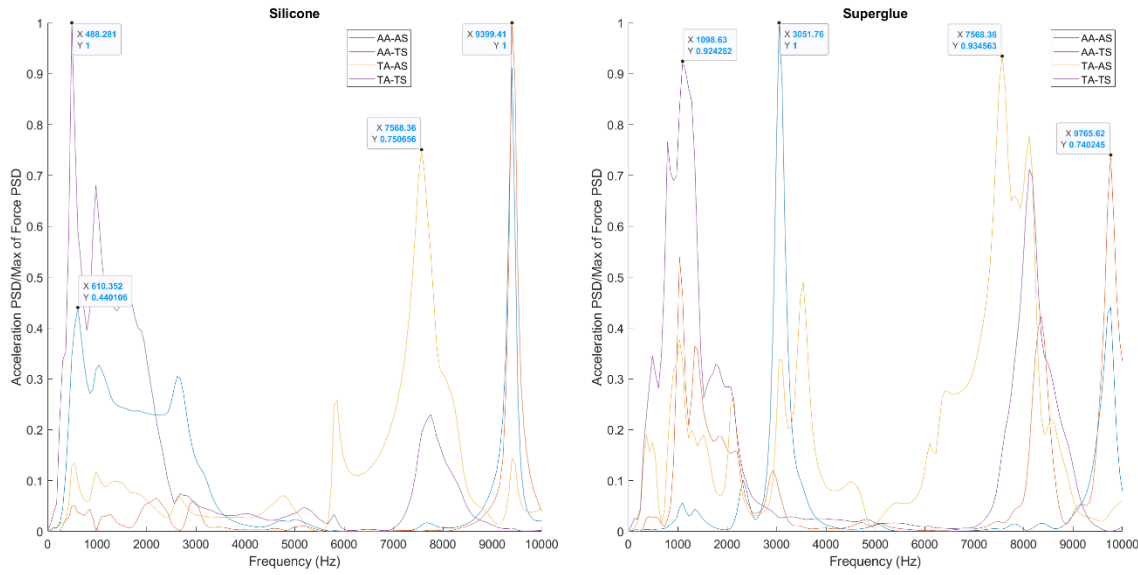 Silicone
Acceleration PSD/Max of Force PSD
1
0.9
0.8
0.7
0.6
0.5
0.4
0.3
0.2
0.1
0
X 488.281
Y 1
X 610.352
Y 0.440106
X 7568.36
Y 0.750656
X 9399.41
Y 1
AA-AS
AA-TS
TA-AS
TA-TS
0 1000 2000 3000 4000 5000 6000 7000 8000 9000 10000
Frequency (Hz)
Superglue
Acceleration PSD/Max of Force PSD
1
0.9
0.8
0.7
0.6
0.5
0.4
0.3
0.2
0.1
0
X 1098.63
Y 0.924282
X 3051.76
Y 1
X 7568.36
Y 0.934563
X 9765.62
Y 0.740245
AA-AS
AA-TS
TA-AS
TA-TS
0 1000 2000 3000 4000 5000 6000 7000 8000 9000 10000
Frequency (Hz)